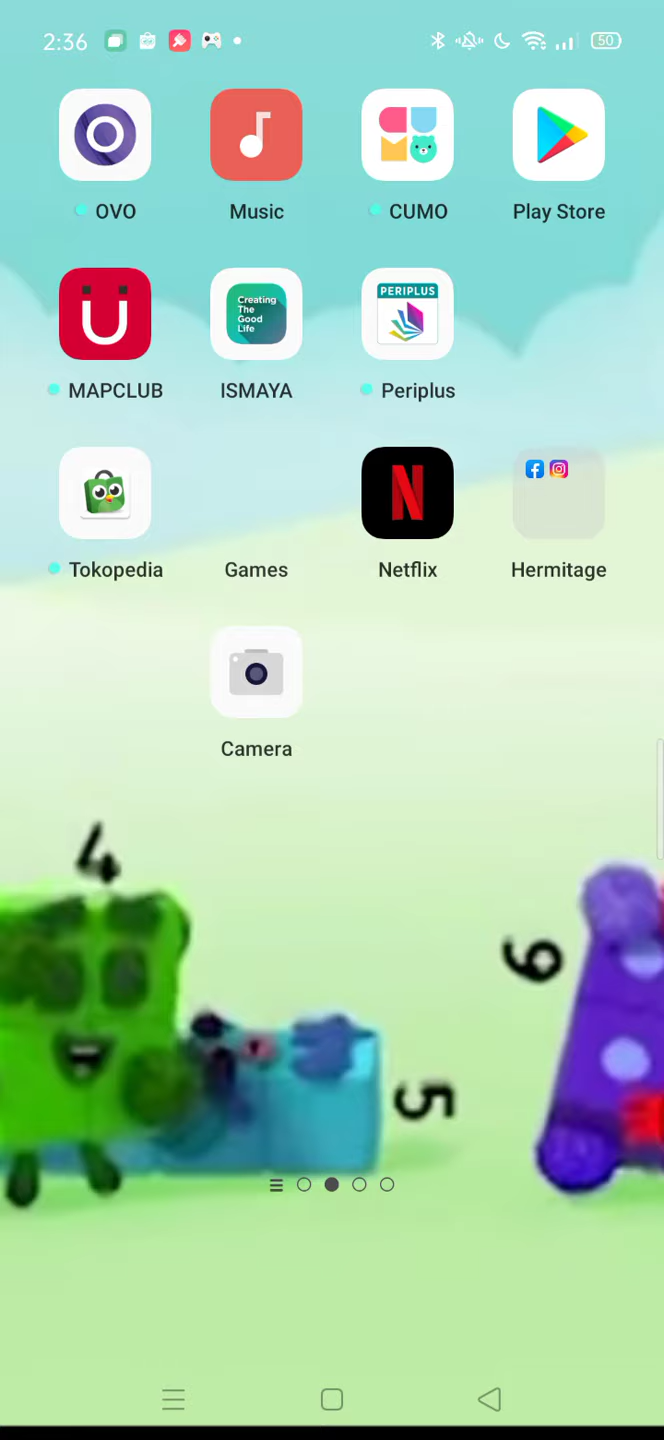 2:36
50
OVO
Music
CUMO
Play Store
Creating
The
Good
Life
PERIPLUS
MAPCLUB
ISMAYA
Periplus
Tokopedia
Games
Netflix
Hermitage
Camera
4
5
6